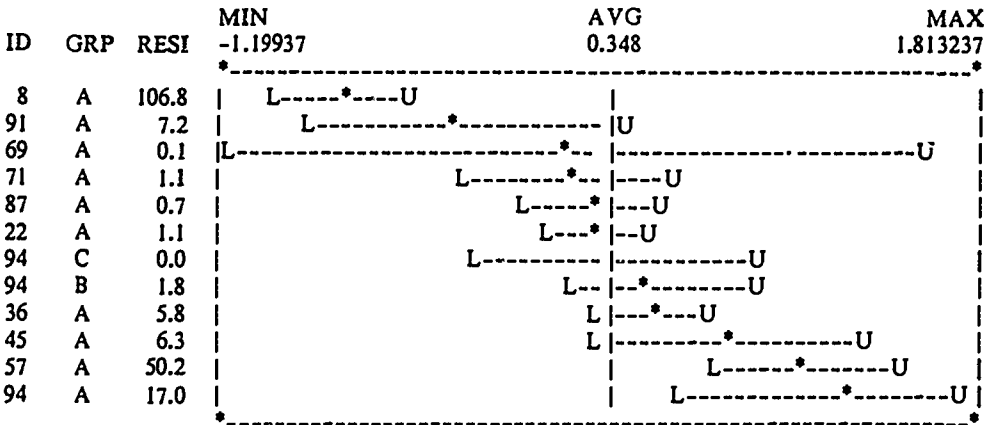 MIN AVG MAX
ID GRP RESI -1.19937 0.348 1.813237
*---------------------------------------------------------------*
8 A 106.8 | L-----*----U | |
91 A 7.2 | L-----------*------------ |U |
69 A 0.1 |L----------------------------*-- |-------------------------U |
71 A 1.1 | L--------*-- |----U |
87 A 0.7 | L-----* |---U |
22 A 1.1 | L---* |--U |
94 C 0.0 | L---------- |-----------U |
94 B 1.8 | L-- |--*--------U |
36 A 5.8 | L |---*---U |
45 A 6.3 | L |---------*----------U |
57 A 50.2 | | L------*-------U |
94 A 17.0 | | L-------------*--------U |
*---------------------------------------------------------------*